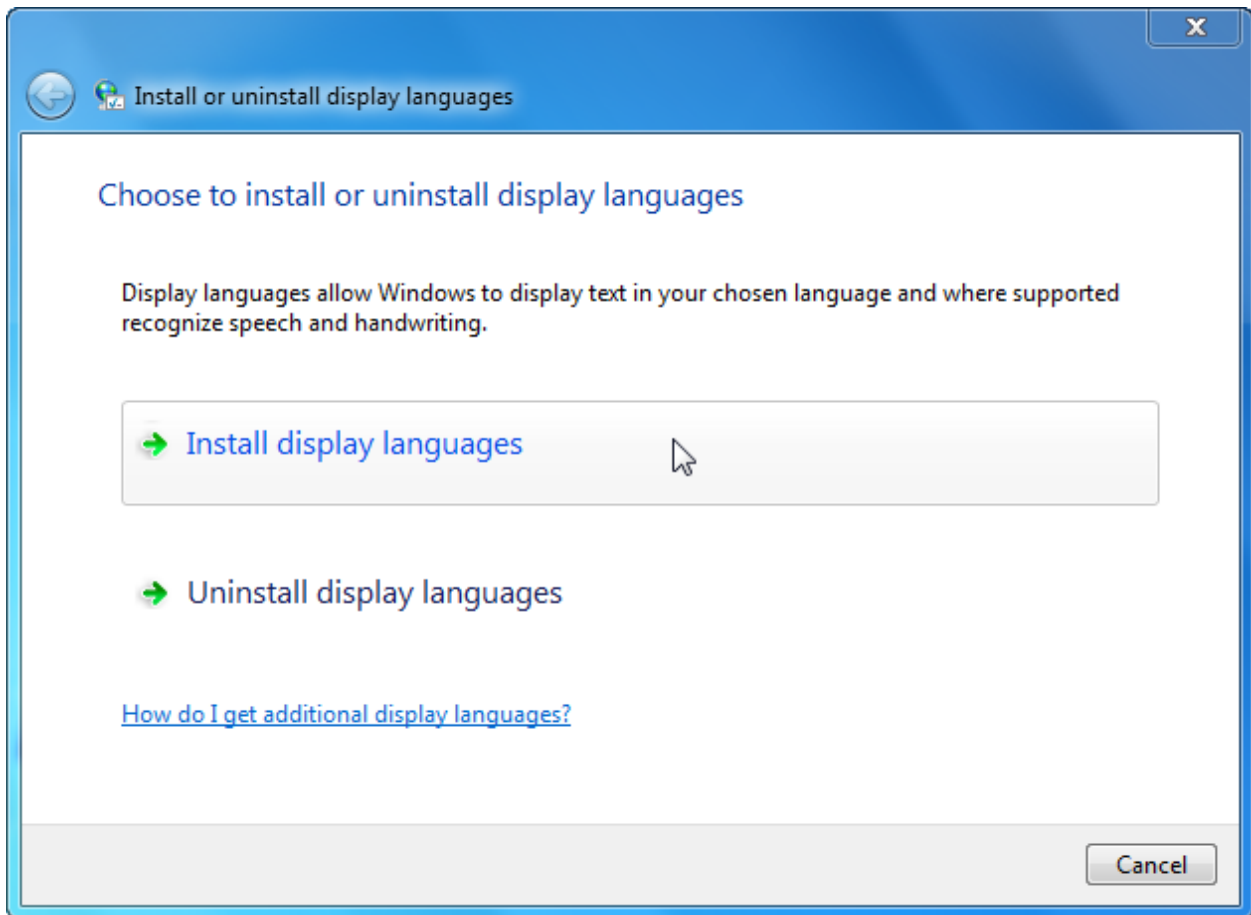 Install or uninstall display languages
Choose to install or uninstall display languages
Display languages allow Windows to display text in your chosen language and where supported
recognize speech and handwriting.
Install display languages
Uninstall display languages
How do I get additional display languages?
Cancel